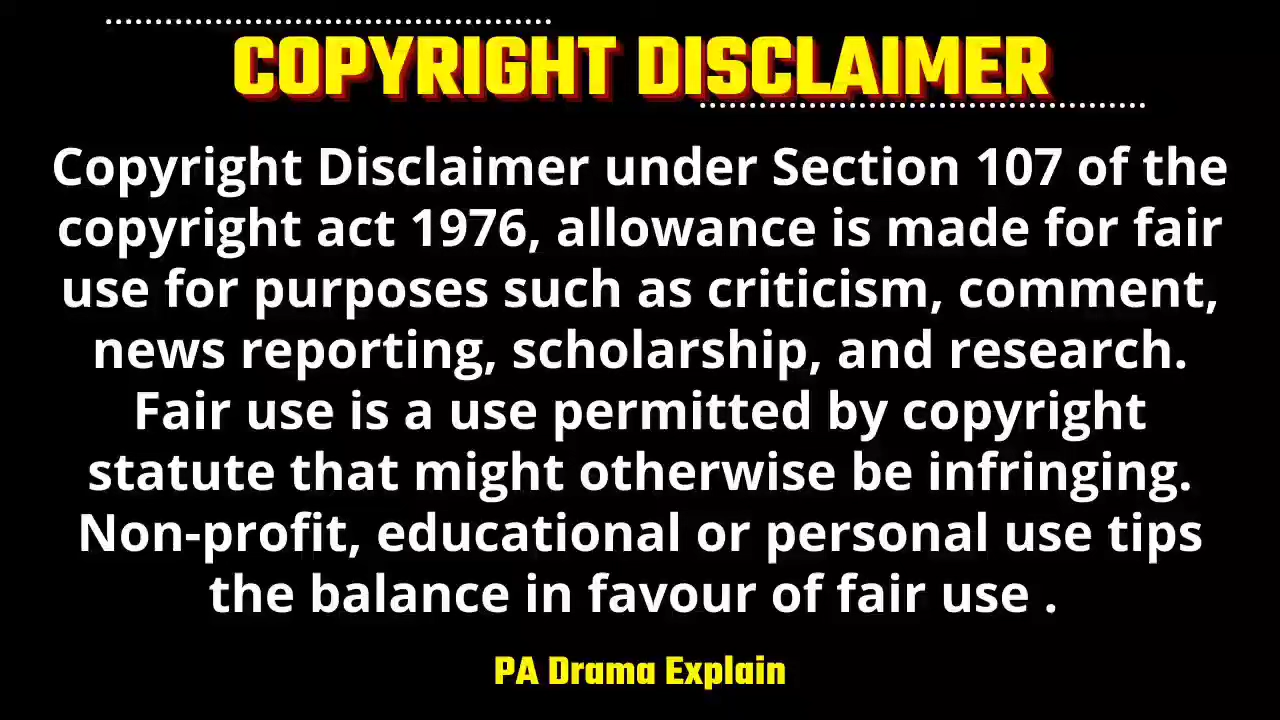 COPYRIGHT DISCLAIMER
Copyright Disclaimer under Section 107 of the
copyright act 1976, allowance is made for fair
use for purposes such as criticism, comment,
news reporting, scholarship, and research.
Fair use is a use permitted by copyright
statute that might otherwise be infringing.
Non-profit, educational or personal use tips
the balance in favour of fair use .
PA Drama Explain